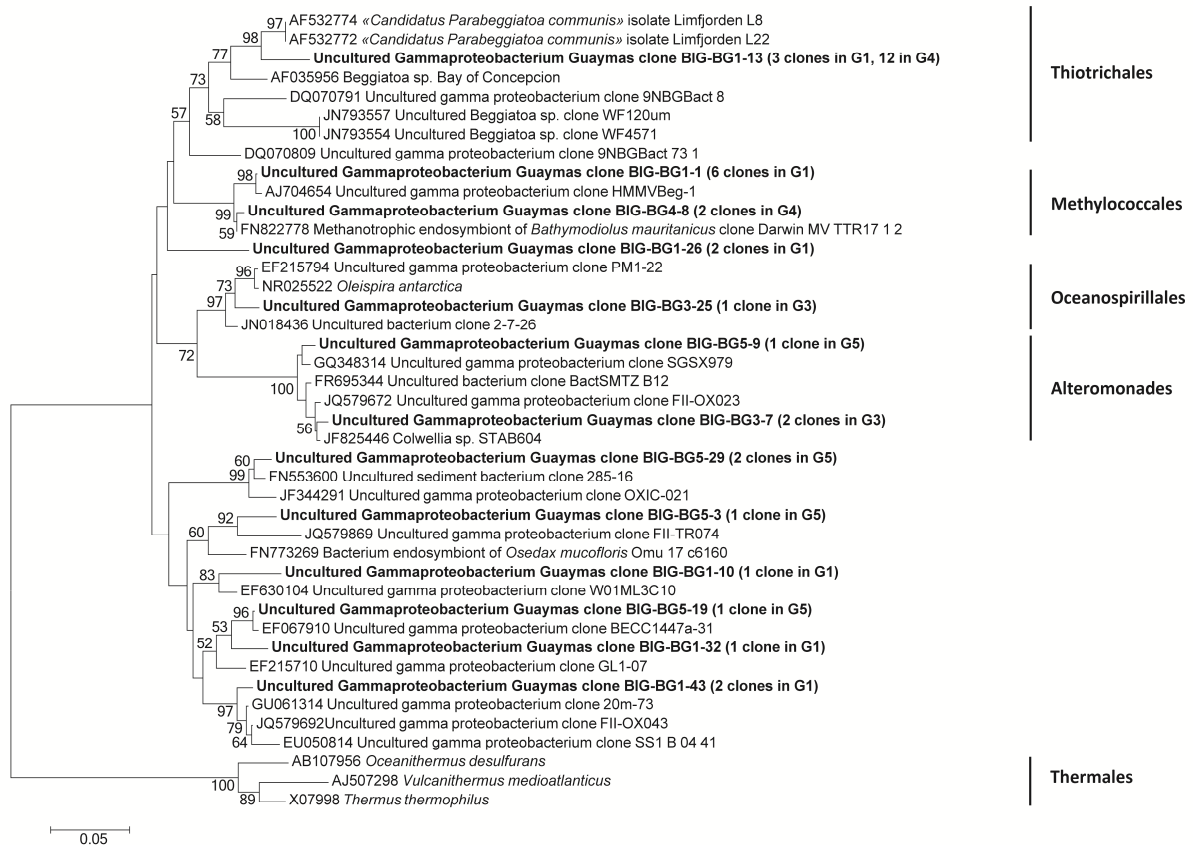 97 AF532774 «Candidatus Parabeggiatoa communis» isolate Limfjorden L8
98 AF532772 «Candidatus Parabeggiatoa communis» isolate Limfjorden L22
77 Uncultured Gammaproteobacterium Guaymas clone BIG-BG1-13 (3 clones in G1, 12 in G4)
Thiotrichales
73 AF035956 Beggiatoa sp. Bay of Concepcion
DQ070791 Uncultured gamma proteobacterium clone 9NBGBact 8
57 58 JN793557 Uncultured Beggiatoa sp. clone WF120um
100 JN793554 Uncultured Beggiatoa sp. clone WF4571
DQ070809 Uncultured gamma proteobacterium clone 9NBGBact 73 1
98 Uncultured Gammaproteobacterium Guaymas clone BIG-BG1-1 (6 clones in G1)
AJ704654 Uncultured gamma proteobacterium clone HMMVBeg-1
Methylococcales
99 Uncultured Gammaproteobacterium Guaymas clone BIG-BG4-8 (2 clones in G4)
59 FN822778 Methanotrophic endosymbiont of Bathymodiolus mauritanicus clone Darwin MV TTR17 1 2
Uncultured Gammaproteobacterium Guaymas clone BIG-BG1-26 (2 clones in G1)
96 EF215794 Uncultured gamma proteobacterium clone PM1-22
73 NR025522 Oleispira antarctica
Oceanospirillales
97 Uncultured Gammaproteobacterium Guaymas clone BIG-BG3-25 (1 clone in G3)
JN018436 Uncultured bacterium clone 2-7-26
72 Uncultured Gammaproteobacterium Guaymas clone BIG-BG5-9 (1 clone in G5)
GQ348314 Uncultured gamma proteobacterium clone SGSX979
100 FR695344 Uncultured bacterium clone BactSMTZ B12
Alteromonades
JQ579672 Uncultured gamma proteobacterium clone FII-OX023
56 Uncultured Gammaproteobacterium Guaymas clone BIG-BG3-7 (2 clones in G3)
JF825446 Colwellia sp. STAB604
60 Uncultured Gammaproteobacterium Guaymas clone BIG-BG5-29 (2 clones in G5)
99 FN553600 Uncultured sediment bacterium clone 285-16
JF344291 Uncultured gamma proteobacterium clone OXIC-021
92 Uncultured Gammaproteobacterium Guaymas clone BIG-BG5-3 (1 clone in G5)
60 JQ579869 Uncultured gamma proteobacterium clone FII-TR074
FN773269 Bacterium endosymbiont of Osedax mucofloris Omu 17 c6160
83 Uncultured Gammaproteobacterium Guaymas clone BIG-BG1-10 (1 clone in G1)
EF630104 Uncultured gamma proteobacterium clone W01ML3C10
96 Uncultured Gammaproteobacterium Guaymas clone BIG-BG5-19 (1 clone in G5)
53 EF067910 Uncultured gamma proteobacterium clone BECC1447a-31
52 Uncultured Gammaproteobacterium Guaymas clone BIG-BG1-32 (1 clone in G1)
EF215710 Uncultured gamma proteobacterium clone GL1-07
Uncultured Gammaproteobacterium Guaymas clone BIG-BG1-43 (2 clones in G1)
97 GU061314 Uncultured gamma proteobacterium clone 20m-73
79 JQ579692Uncultured gamma proteobacterium clone FII-OX043
64 EU050814 Uncultured gamma proteobacterium clone SS1 B 04 41
AB107956 Oceanithermus desulfurans
100 AJ507298 Vulcanithermus medioatlanticus
Thermales
89 X07998 Thermus thermophilus
0.05